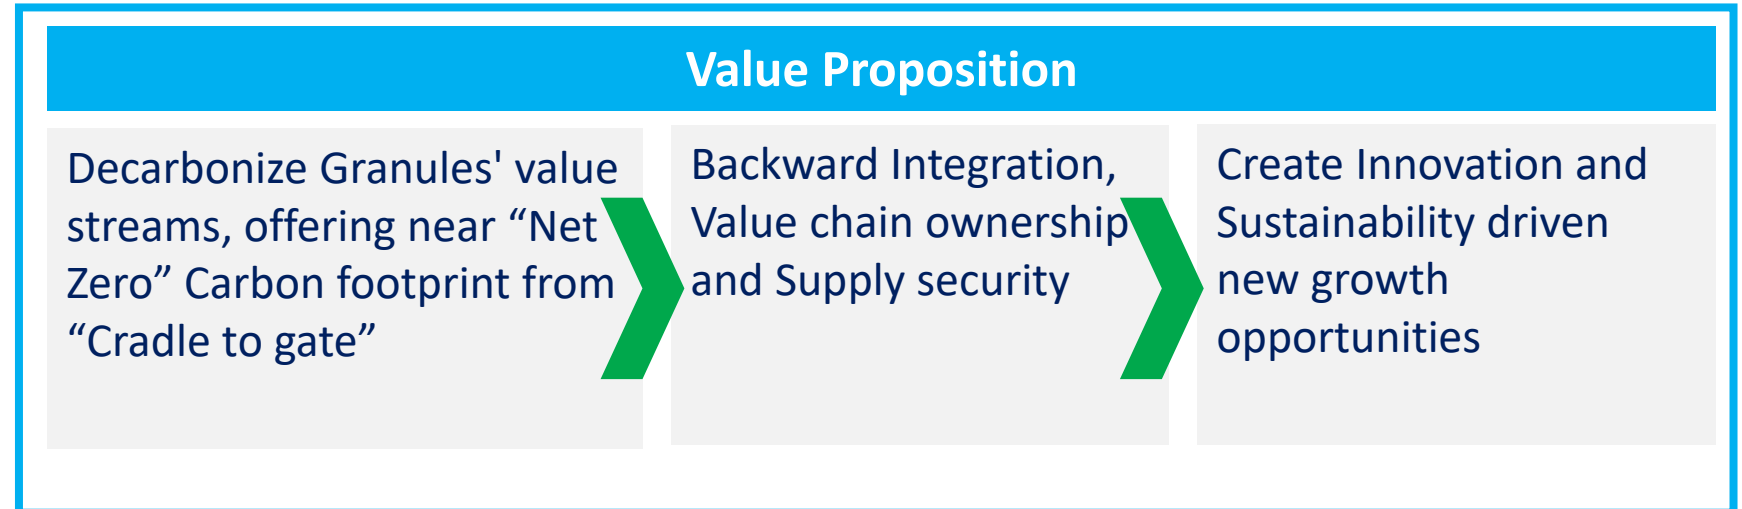 Value Proposition
Decarbonize Granules' value
streams, offering near “Net
Zero” Carbon footprint from
“Cradle to gate”
Backward Integration,
Value chain ownership
and Supply security
Create Innovation and
Sustainability driven
new growth
opportunities